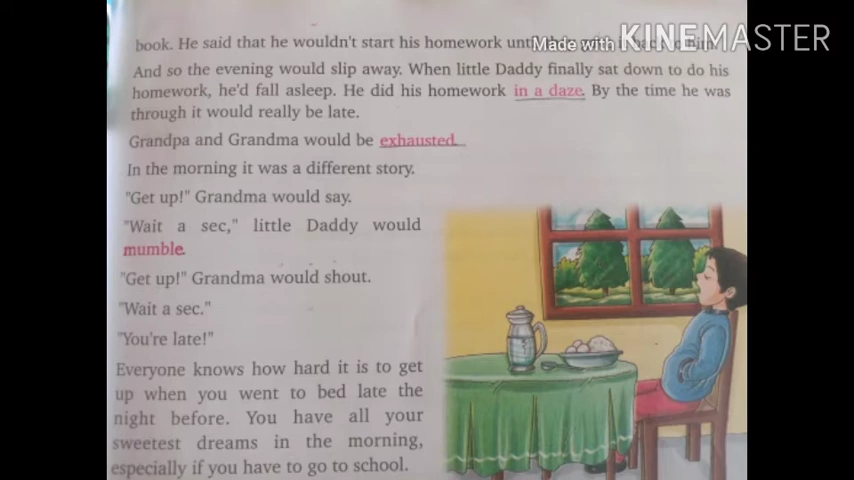 Made with KINEMASTER
book. He said that he wouldn't start his homework until
And so the evening would slip away. When little Daddy finally sat down to do his
homework, he'd fall asleep. He did his homework in a daze. By the time he was
through it would really be late.
Grandpa and Grandma would be exhausted.
In the morning it was a different story.
"Get up!" Grandma would say.
"Wait a sec," little Daddy would
mumble.
"Get up!" Grandma would shout.
"Wait a sec."
"You're late!"
Everyone knows how hard it is to get
up when you went to bed late the
night before. You have all your
sweetest dreams in the morning,
especially if you have to go to school.